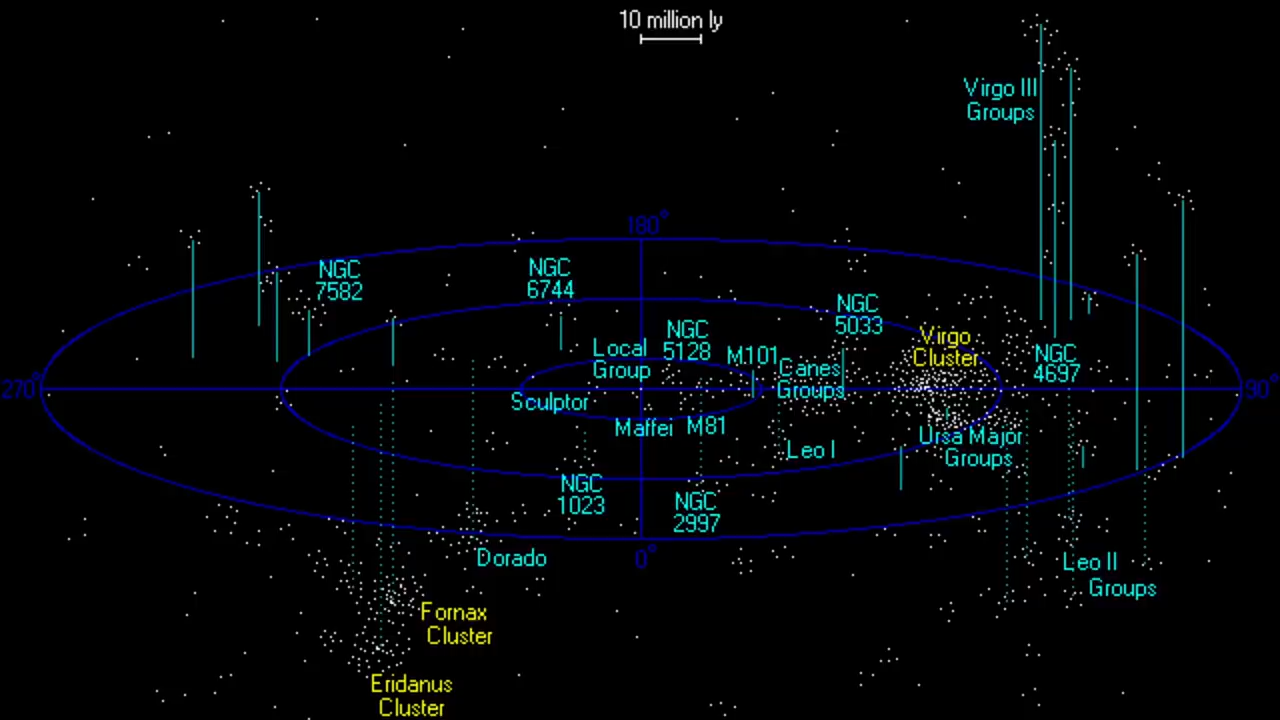 10 million ly
Virgo III
Groups
180°
NGC
7582
NGC
6744
NGC
5033
NGC
5128
Local
Group
M101
Canes
Groups
Virgo
Cluster
NGC
4697
270°
90°
Sculptor
Maffei
M81
Leo I
Ursa Major
Groups
NGC
1023
NGC
2997
Dorado
0°
Leo II
Groups
Fornax
Cluster
Eridanus
Cluster